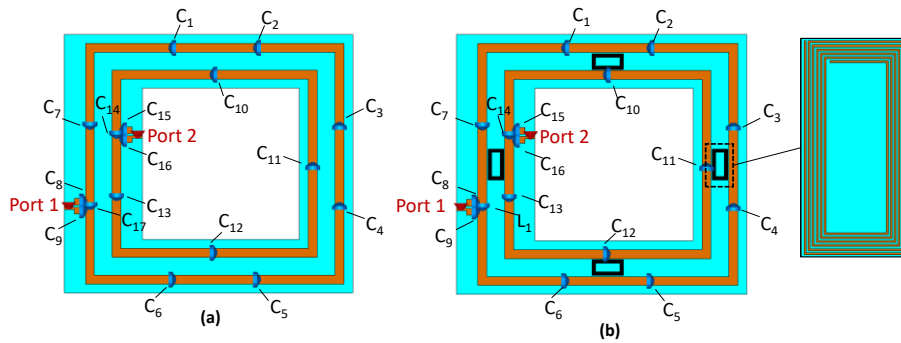 C1
C2
C7
C14
C15
C10
C3
Port 2
C16
C11
C8
Port 1
C13
C9
C17
C12
C4
C6
C5
(a)
C1
C2
C7
C14
C15
C10
C3
Port 2
C16
C11
C8
Port 1
C13
C9
L1
C12
C4
C6
C5
(b)